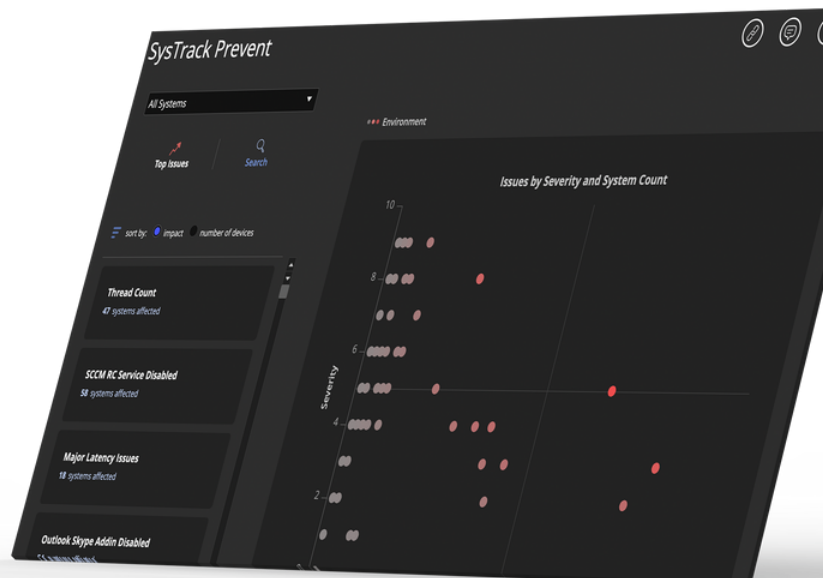 SysTrack Prevent
All Systems
Top Issues
Search
sort by: impact number of devices
Thread Count
47 systems affected
SCCM RC Service Disabled
58 systems affected
Major Latency Issues
18 systems affected
Outlook Skype Addin Disabled
Environment
Issues by Severity and System Count
10
8
6
4
2
Severity